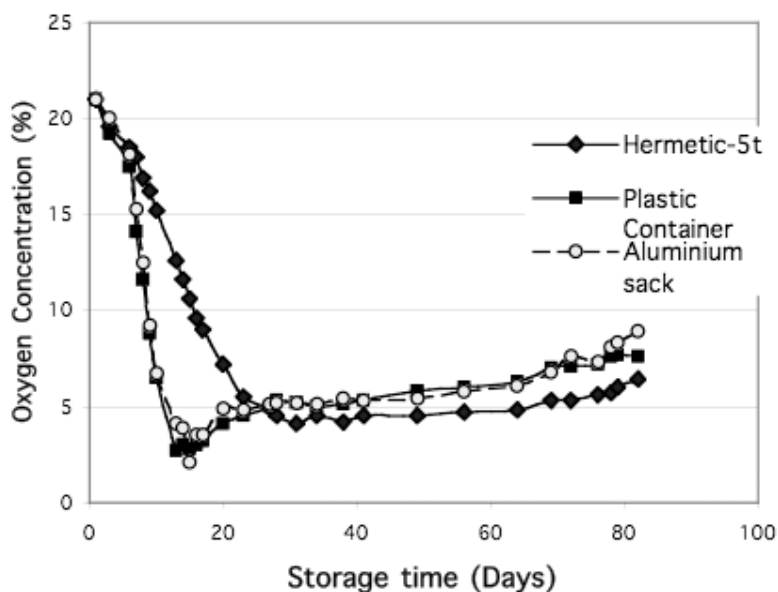 25
20
15
10
5
0
Oxygen Concentration (%)
Hermetic-5t
Plastic
Container
Aluminium
sack
0 20 40 60 80 100
Storage time (Days)